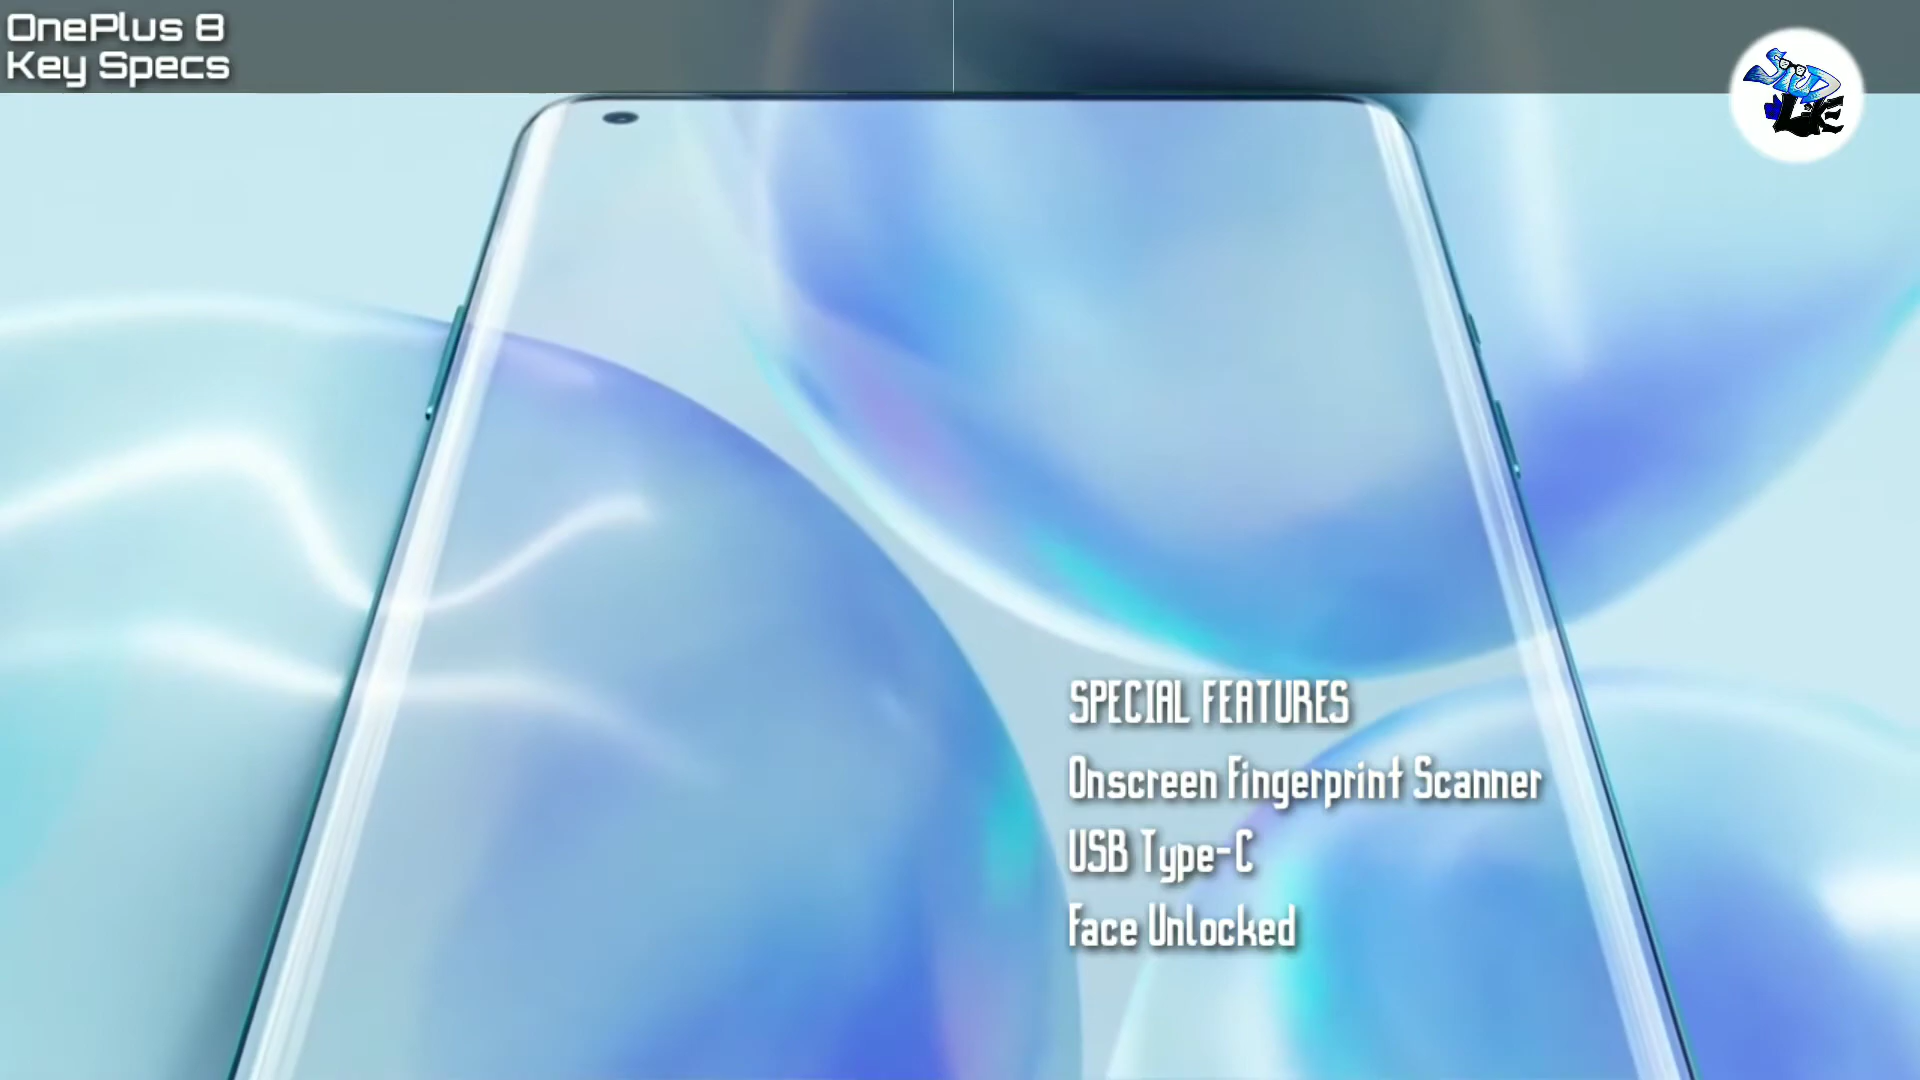 OnePlus 8
Key Specs
SPECIAL FEATURES
Onscreen Fingerprint Scanner
USB Type-C
Face Unlocked